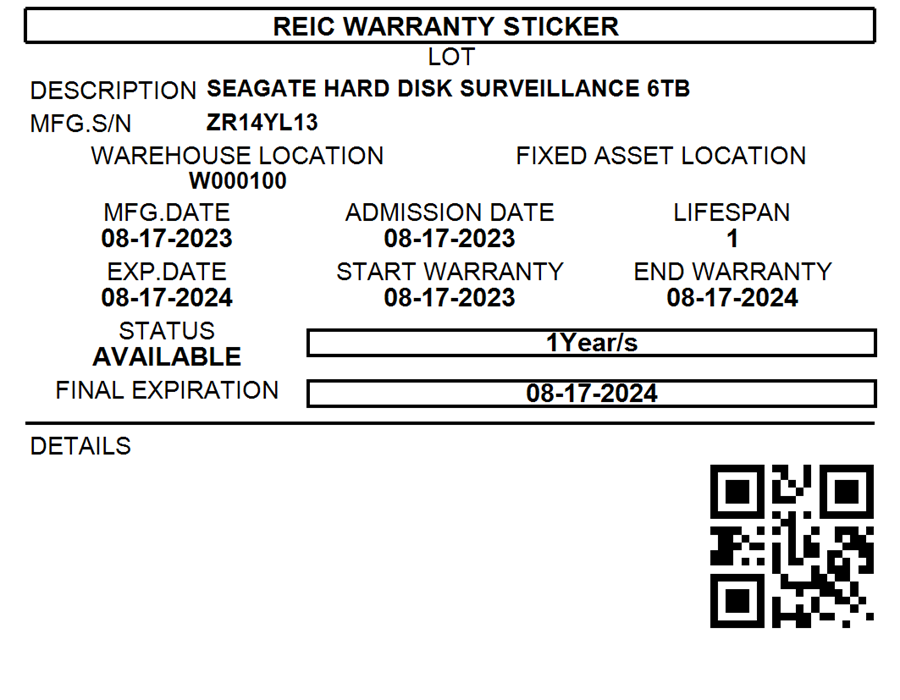 REIC WARRANTY STICKER
LOT
DESCRIPTION SEAGATE HARD DISK SURVEILLANCE 6TB
MFG.S/N ZR14YL13
WAREHOUSE LOCATION FIXED ASSET LOCATION
W000100
MFG.DATE ADMISSION DATE LIFESPAN
08-17-2023 08-17-2023 1
EXP.DATE START WARRANTY END WARRANTY
08-17-2024 08-17-2023 08-17-2024
STATUS 1Year/s
AVAILABLE
FINAL EXPIRATION 08-17-2024
DETAILS